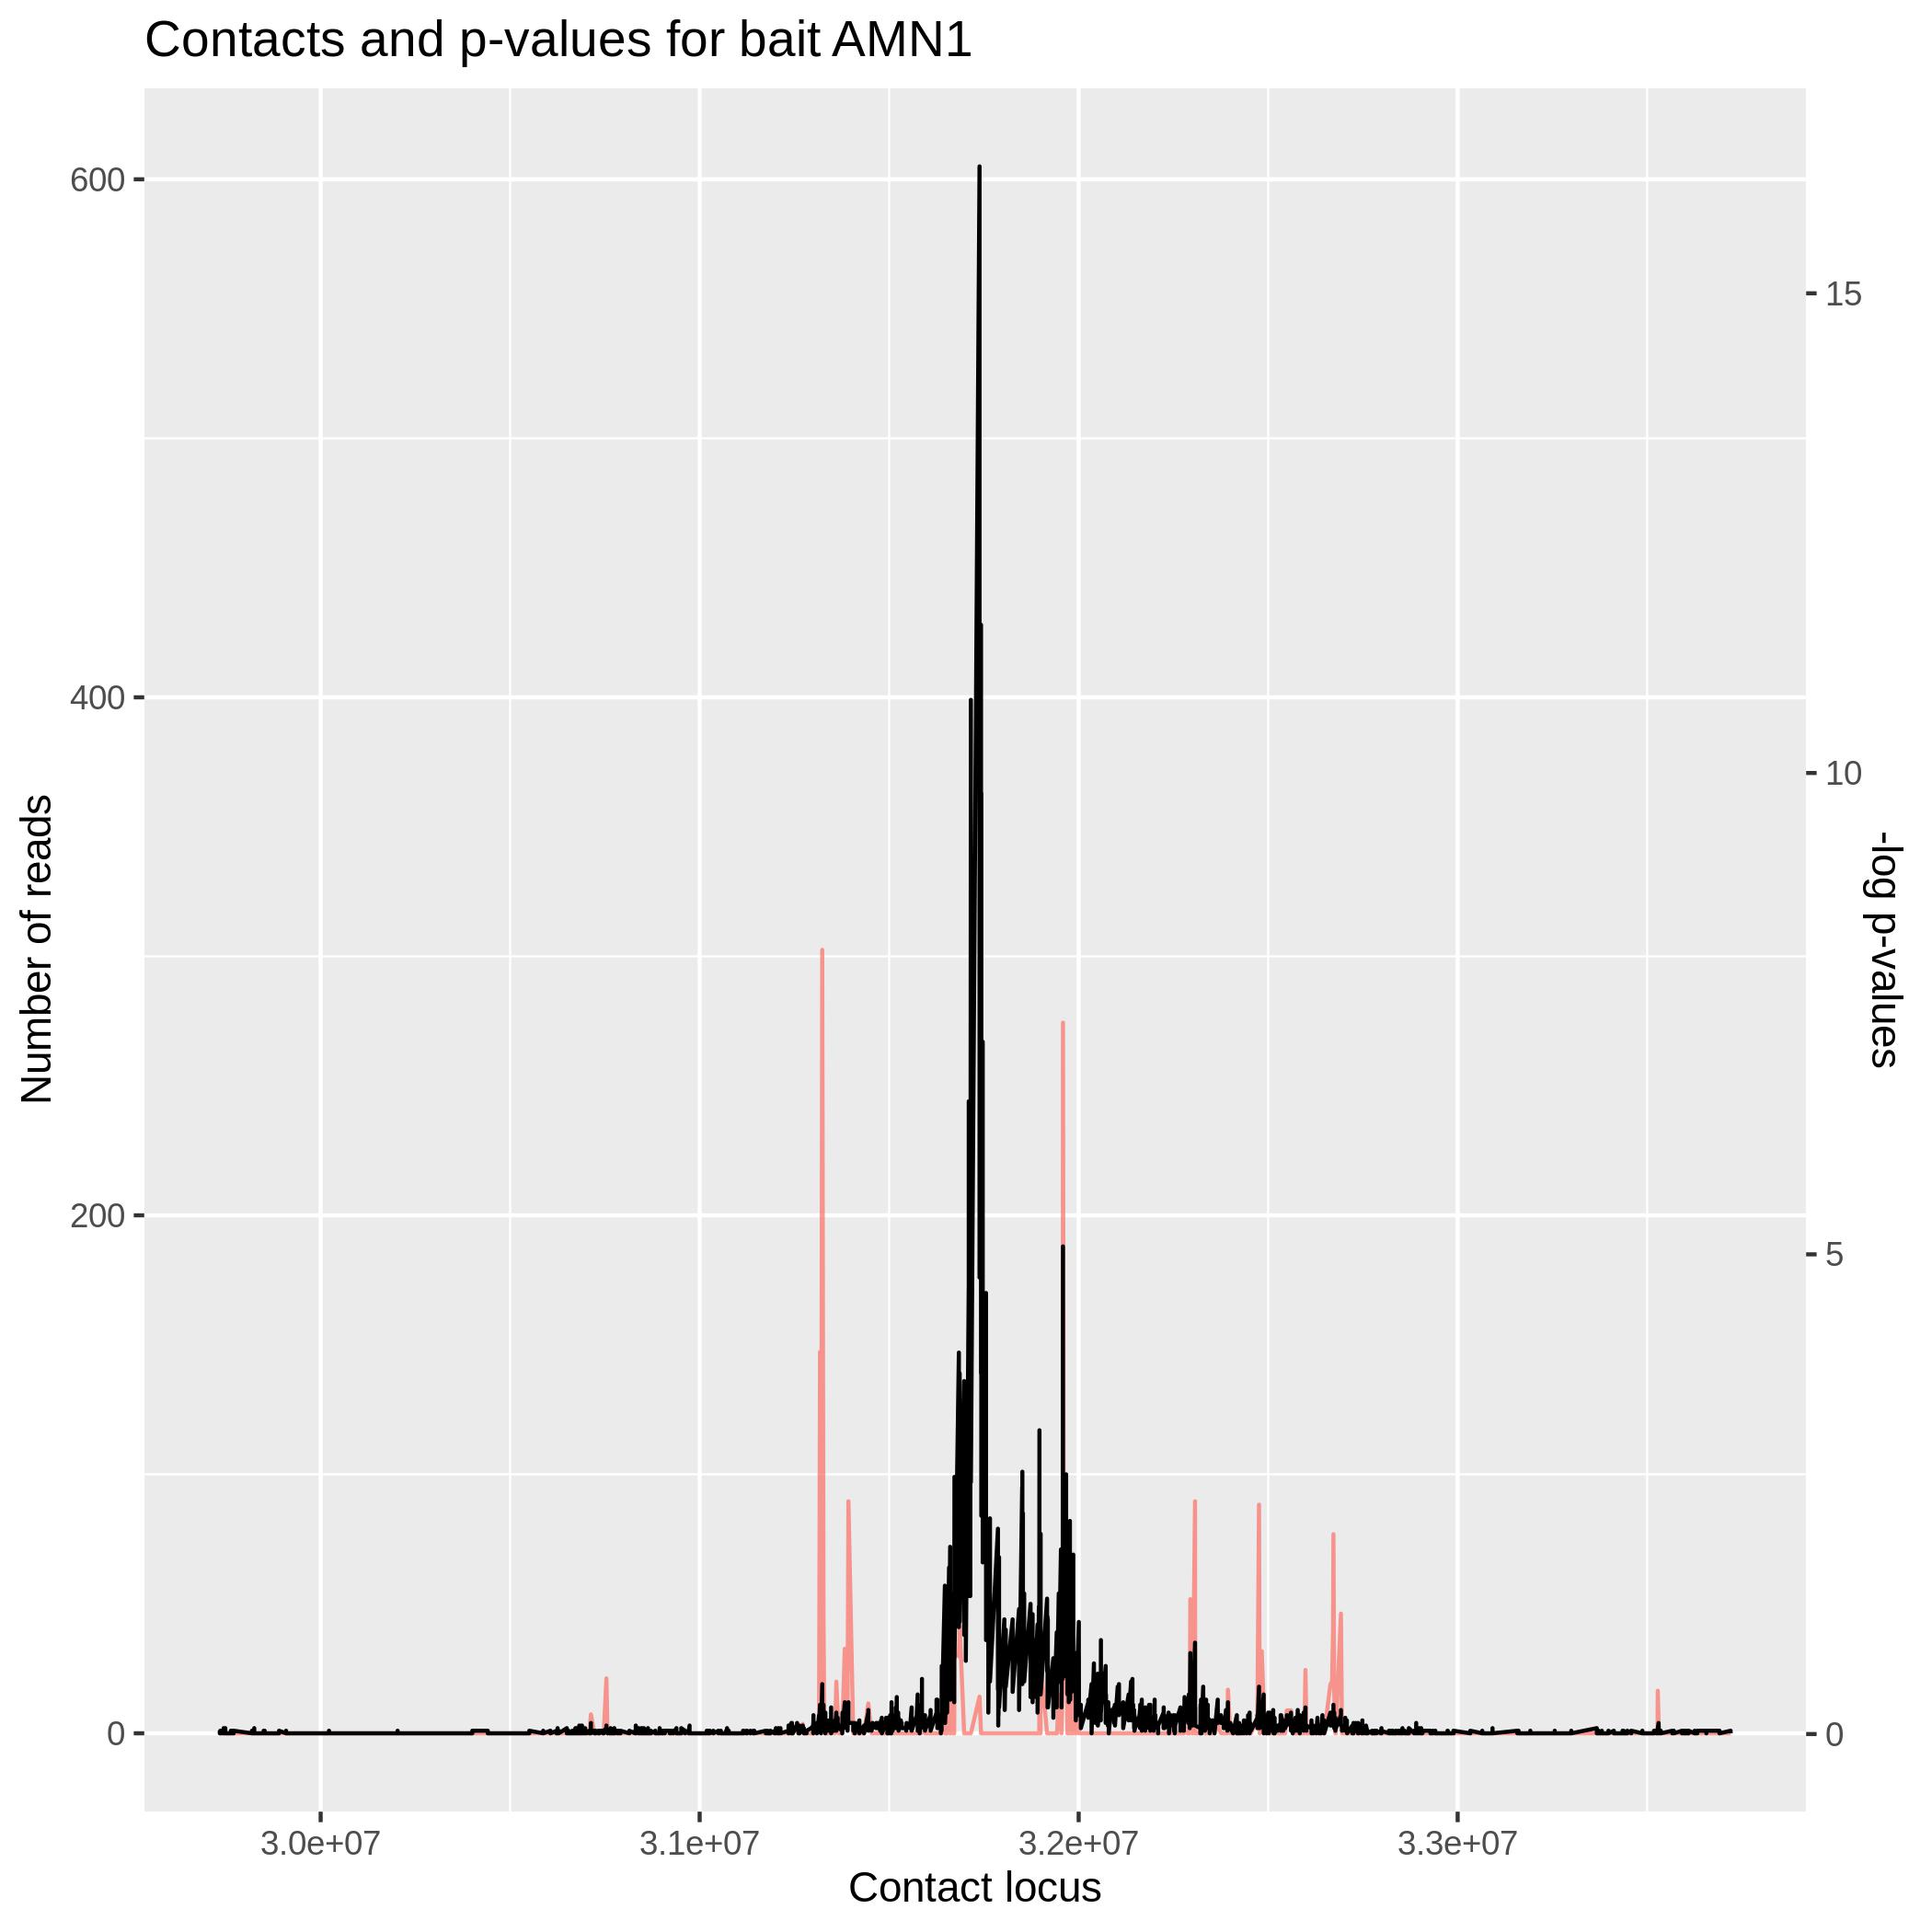 Contacts and p-values for bait AMN1
600
400
200
0
Number of reads
15
10
5
0
-log p-values
3.0e+07
3.1e+07
3.2e+07
3.3e+07
Contact locus